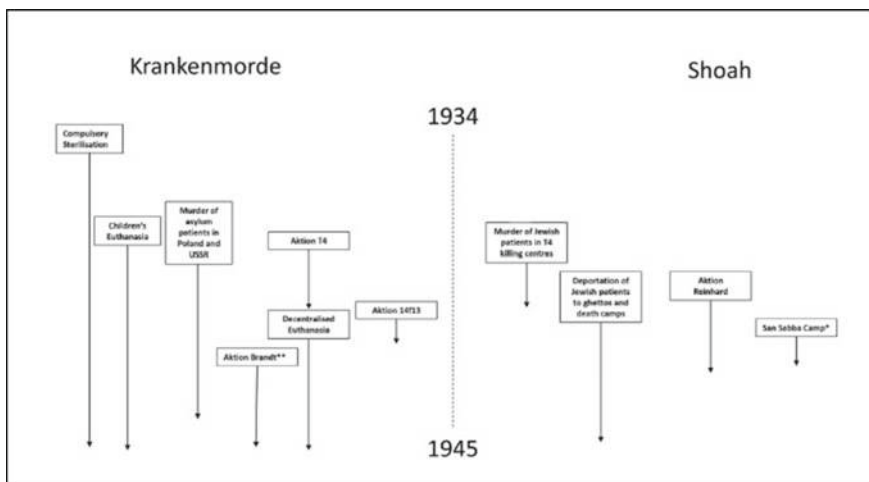 Krankenmorde
Shoah
1934
Compulsory
Sterilisation
Children's
Euthanasia
Murder of
asylum
patients in
Poland and
USSR
Aktion T4
Decentralised
Euthanasia
Aktion 14f13
Aktion Brandt**
Murder of Jewish
patients in T4
killing centres
Deportation of
Jewish patients
to ghettos and
death camps
Aktion
Reinhard
San Sabba Camp*
1945